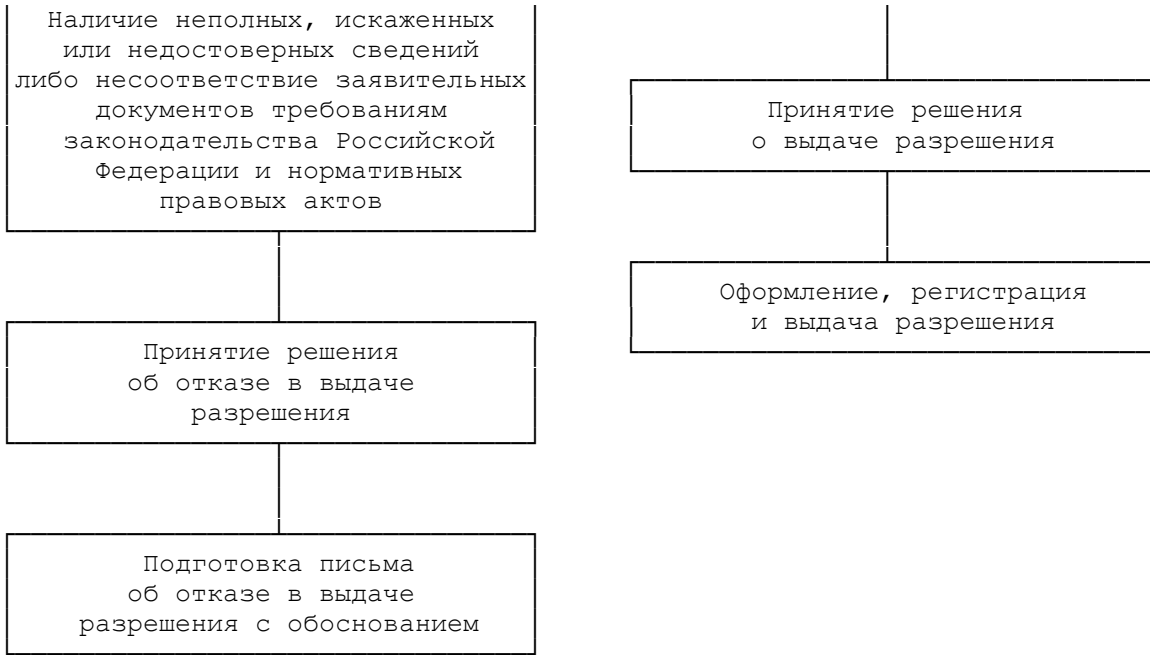 Наличие неполных, искаженных
или недостоверных сведений
либо несоответствие заявительных
документов требованиям
законодательства Российской
Федерации и нормативных
правовых актов
Принятие решения
об отказе в выдаче
разрешения
Подготовка письма
об отказе в выдаче
разрешения с обоснованием
Принятие решения
о выдаче разрешения
Оформление, регистрация
и выдача разрешения